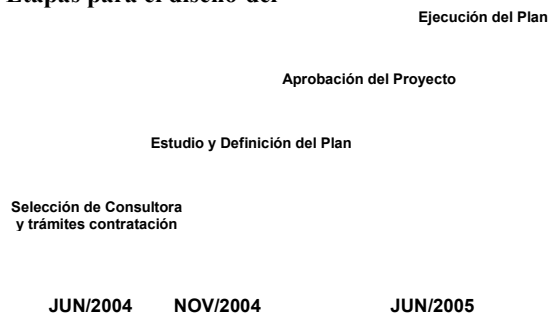 Etapas para el diseño del
Ejecución del Plan
Aprobación del Proyecto
Estudio y Definición del Plan
Selección de Consultora
y trámites contratación
JUN/2004 NOV/2004 JUN/2005